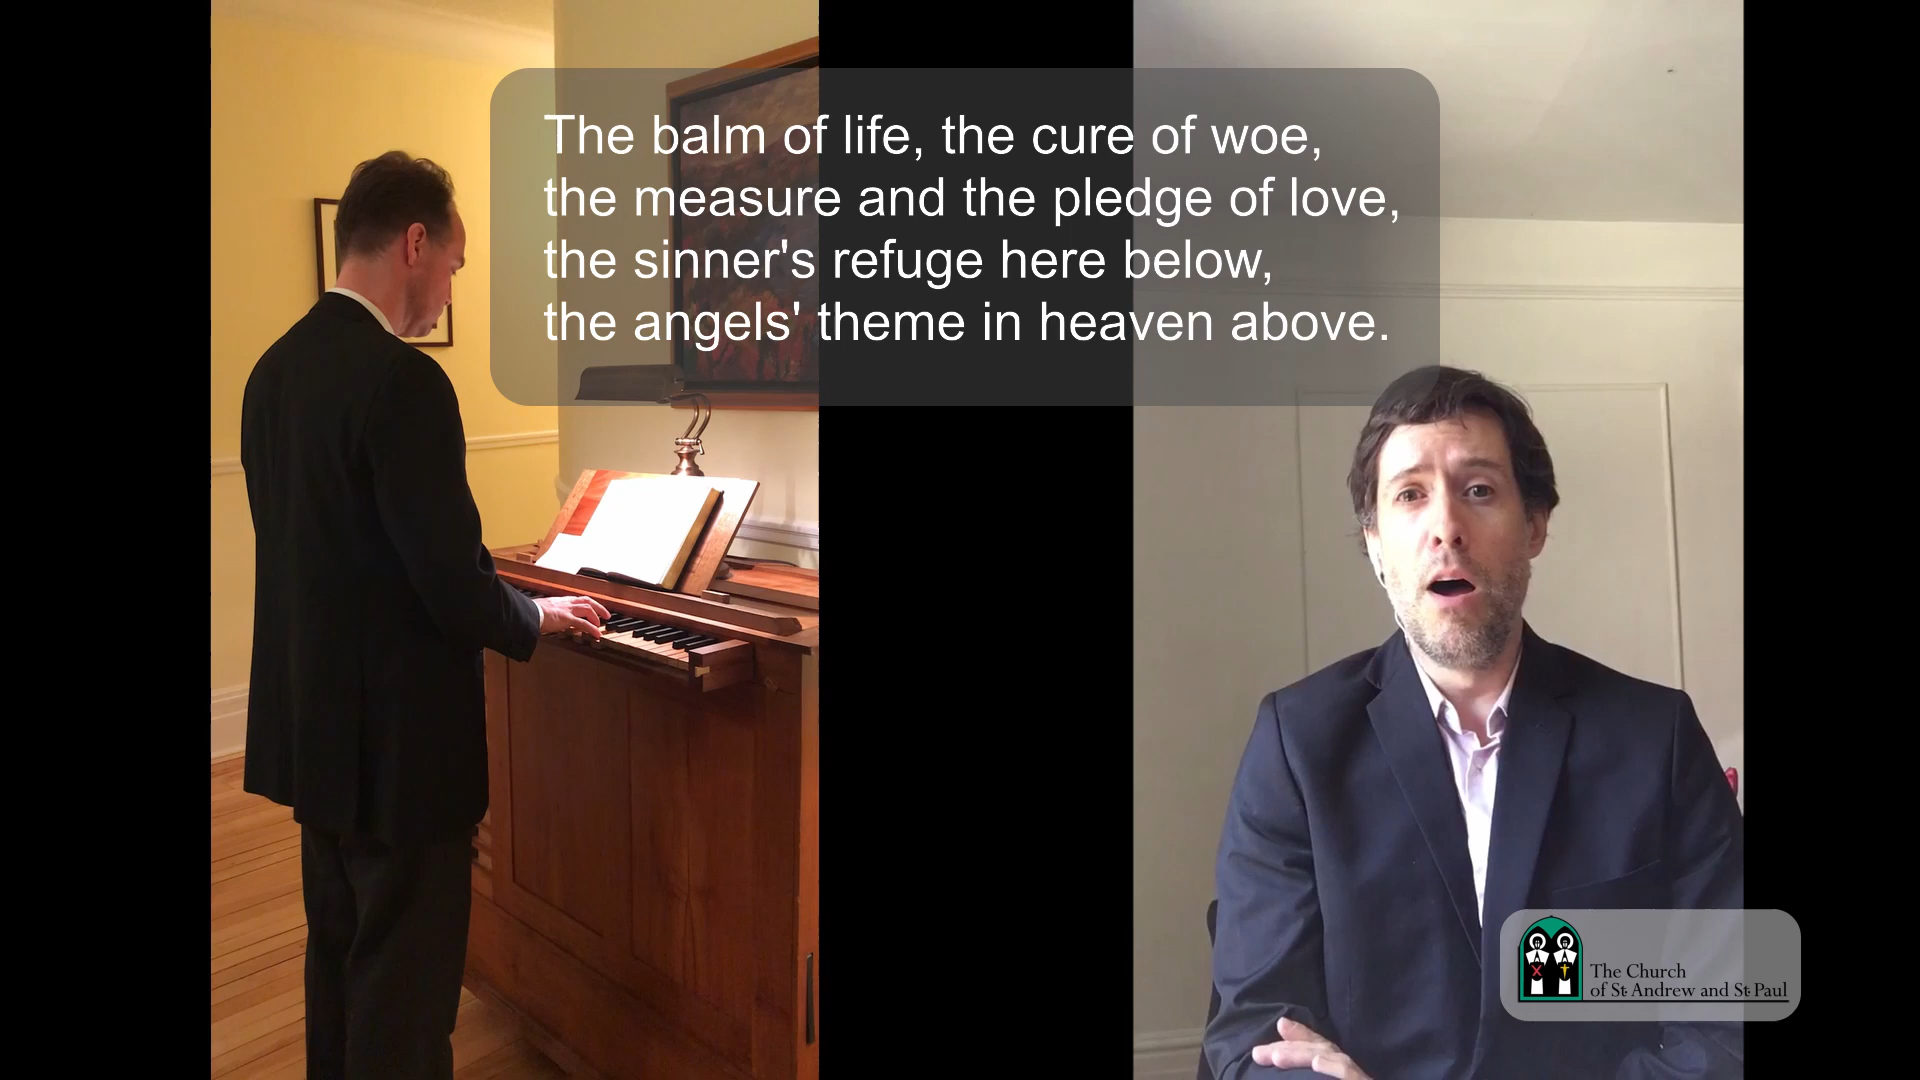 The balm of life, the cure of woe,
the measure and the pledge of love,
the sinner's refuge here below,
the angels' theme in heaven above.
The Church
of St Andrew and St Paul